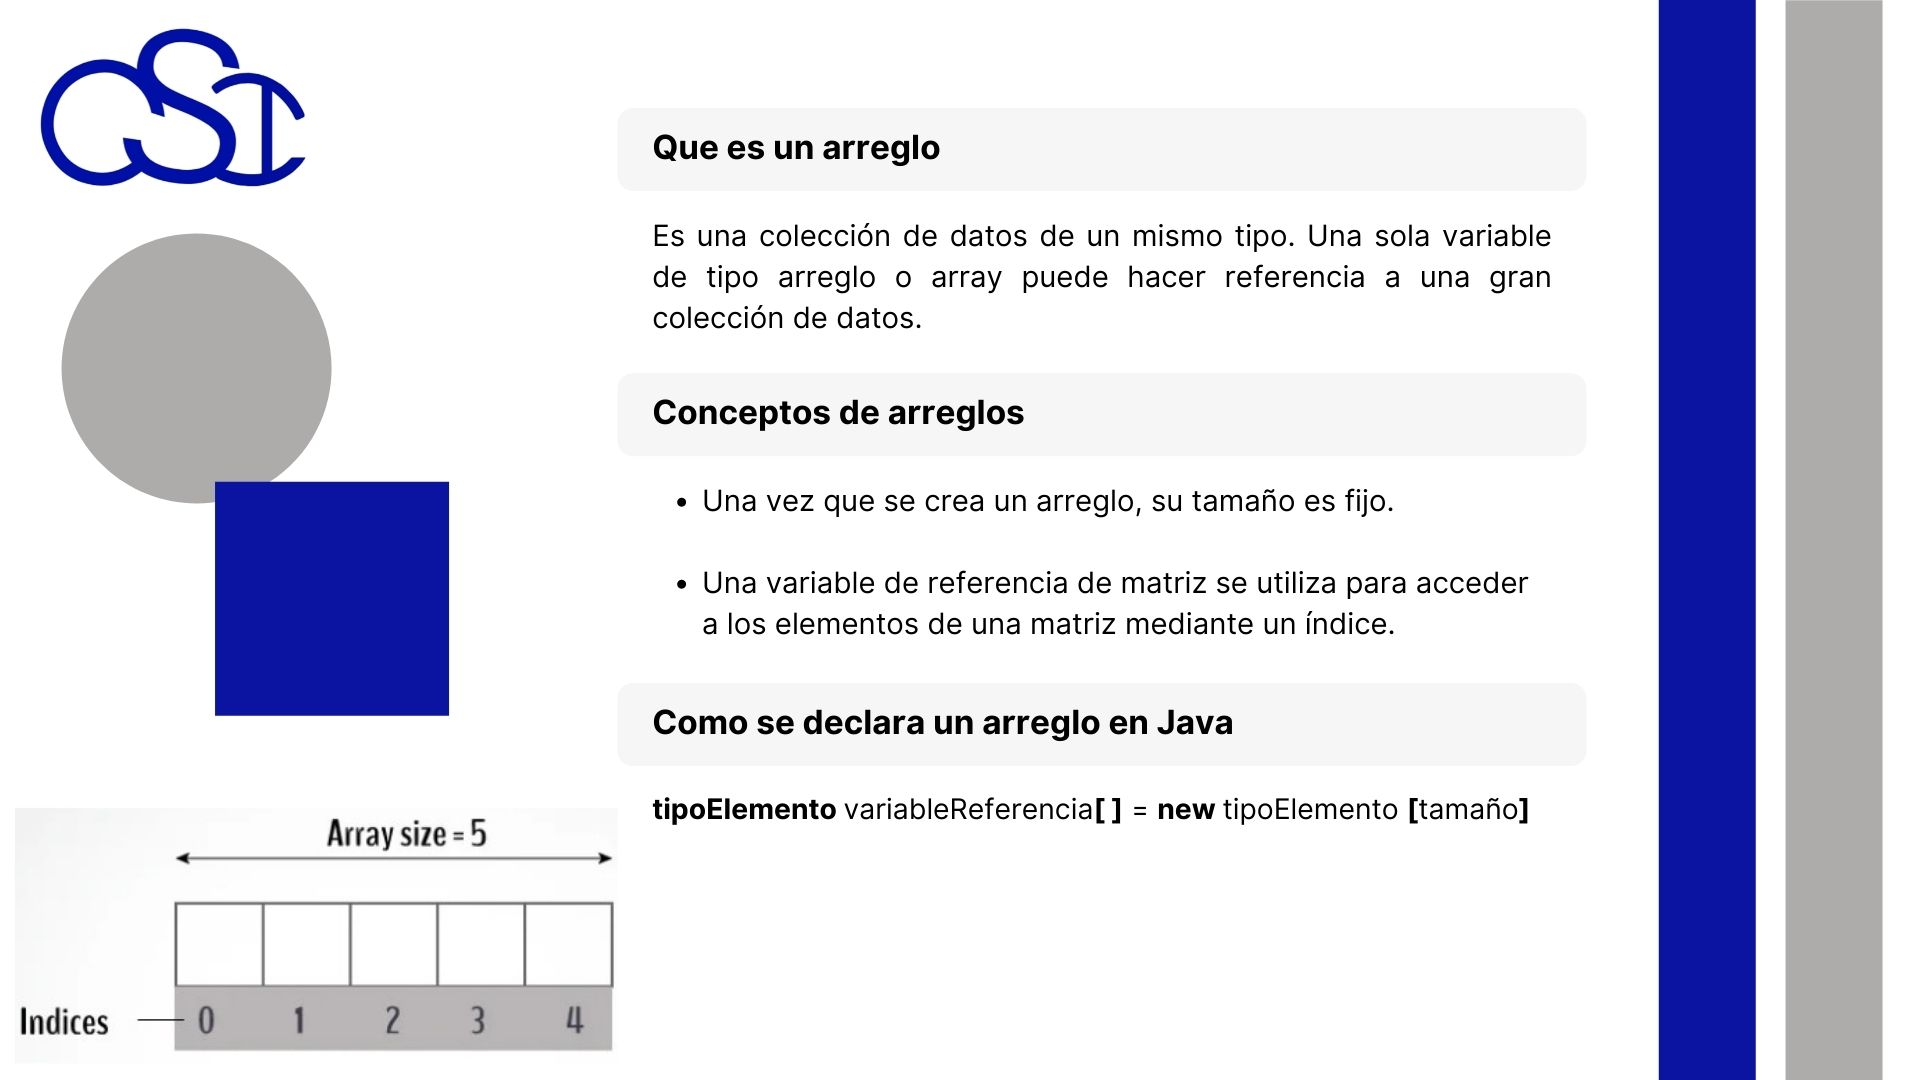 CSTI
Que es un arreglo
Es una colección de datos de un mismo tipo. Una sola variable
de tipo arreglo o array puede hacer referencia a una gran
colección de datos.
Conceptos de arreglos
• Una vez que se crea un arreglo, su tamaño es fijo.
• Una variable de referencia de matriz se utiliza para acceder
a los elementos de una matriz mediante un índice.
Como se declara un arreglo en Java
tipoElemento variableReferencia[ ] = new tipoElemento [tamaño]
Array size = 5
Indices 0 1 2 3 4